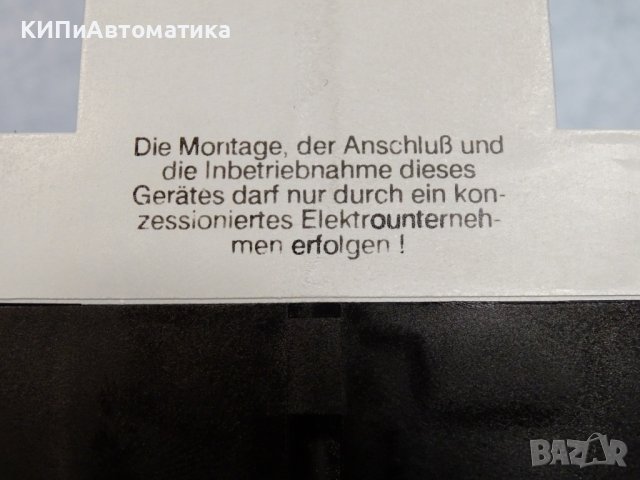 КИПиАвтоматика
Die Montage, der Anschluß und
die Inbetriebnahme dieses
Gerätes darf nur durch ein kon-
zessioniertes Elektrounterneh-
men erfolgen !
BAZAR